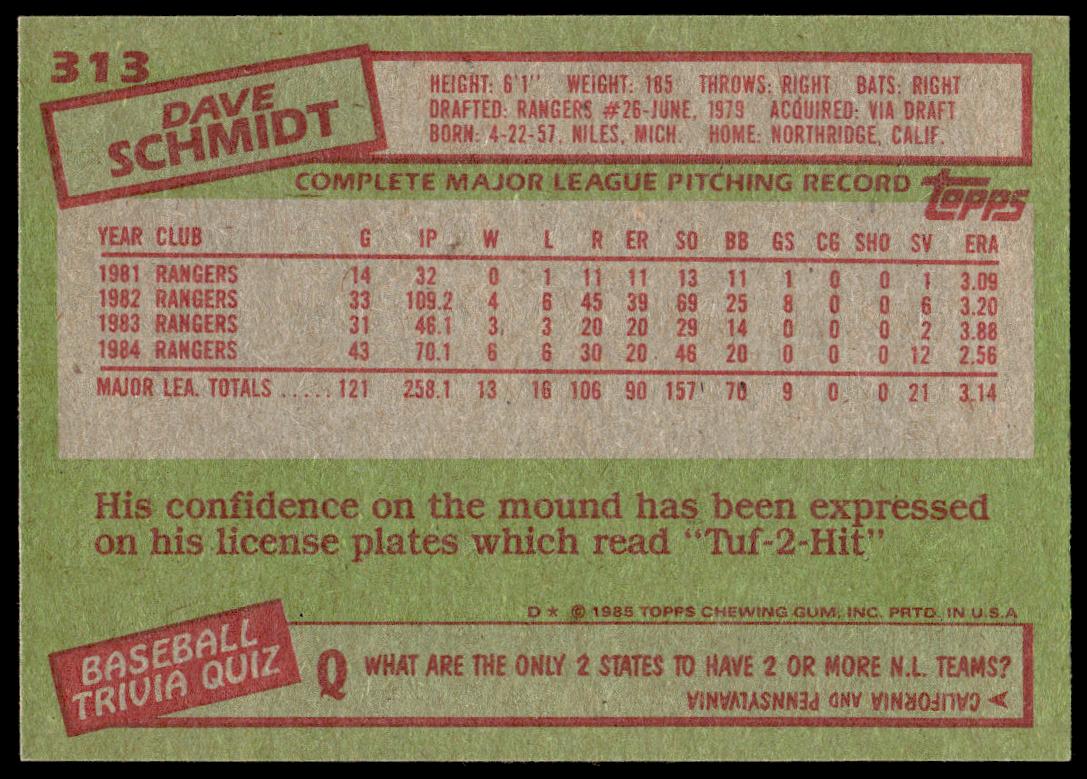 313
DAVE
SCHMIDT
HEIGHT: 6'1" WEIGHT: 185 THROWS: RIGHT BATS: RIGHT
DRAFTED: RANGERS #26-JUNE, 1979 ACQUIRED: VIA DRAFT
BORN: 4-22-57, NILES, MICH. HOME: NORTHRIDGE, CALIF.
COMPLETE MAJOR LEAGUE PITCHING RECORD topps
YEAR CLUB G IP W L R ER SO BB GS CG SHO SV ERA
1981 RANGERS 14 32 0 1 11 11 13 11 1 0 0 1 3.09
1982 RANGERS 33 109.2 4 6 45 39 69 25 8 0 0 6 3.20
1983 RANGERS 31 46.1 3 3 20 20 29 14 0 0 0 2 3.88
1984 RANGERS 43 70.1 6 6 30 20 46 20 0 0 0 12 2.56
MAJOR LEA. TOTALS ..... 121 258.1 13 16 106 90 157 70 9 0 0 21 3.14
His confidence on the mound has been expressed
on his license plates which read "Tuf-2-Hit"
D* © 1985 TOPPS CHEWING GUM, INC. PRTD. IN U.S.A
BASEBALL
TRIVIA QUIZ
Q WHAT ARE THE ONLY 2 STATES TO HAVE 2 OR MORE N.L. TEAMS?
CALIFORNIA AND PENNSYLVANIA